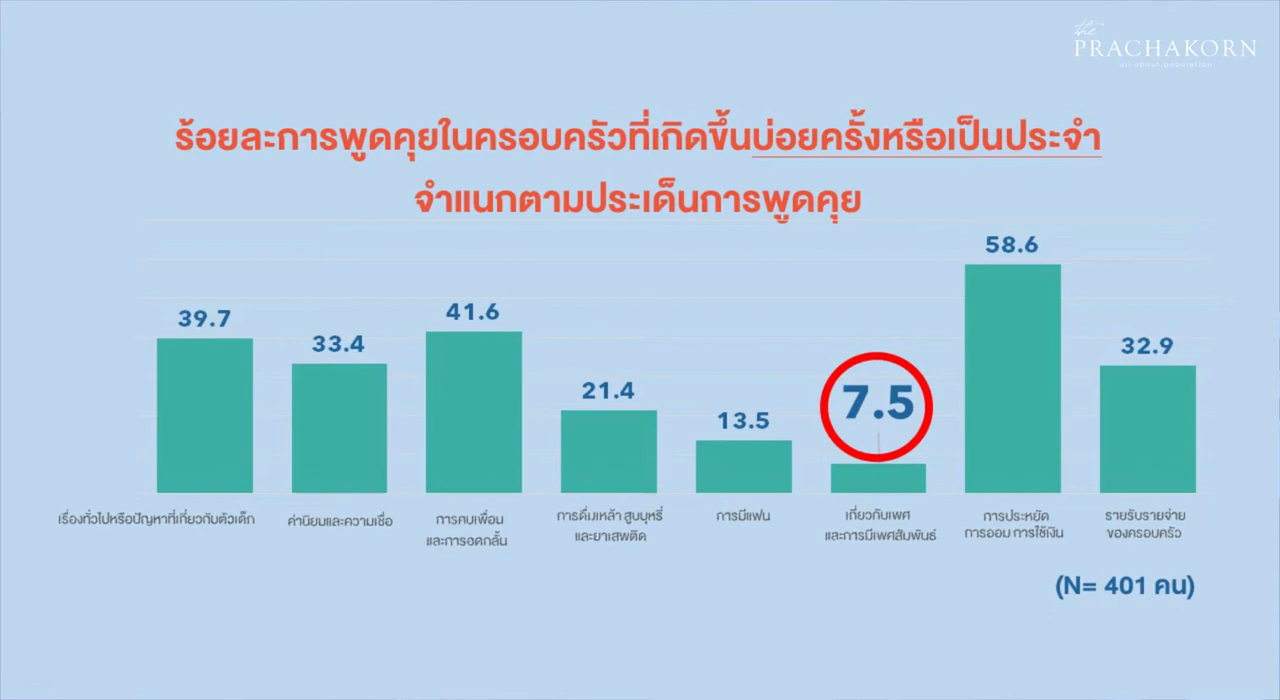 the
PRACHAKORN
all about population
ร้อยละการพูดคุยในครอบครัวที่เกิดขึ้นบ่อยครั้งหรือเป็นประจำ
จำแนกตามประเด็นการพูดคุย
39.7
33.4
41.6
21.4
13.5
7.5
58.6
32.9
เรื่องทั่วไปหรือปัญหาที่เกี่ยวกับตัวเด็ก
ค่านิยมและความเชื่อ
การคบเพื่อน
และการอดกลั้น
การดื่มเหล้า สูบบุหรี่
และยาเสพติด
การมีแฟน
เกี่ยวกับเพศ
และการมีเพศสัมพันธ์
การประหยัด
การออม การใช้เงิน
รายรับรายจ่าย
ของครอบครัว
(N= 401 คน)